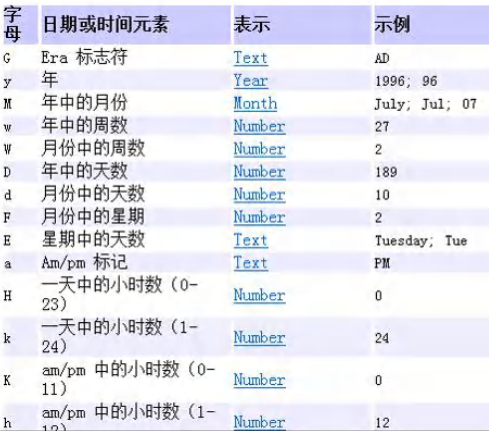 字母 日期或时间元素 表示 示例
G Era 标志符 Text AD
y 年 Year 1996; 96
M 年中的月份 Month July; Jul; 07
w 年中的周数 Number 27
W 月份中的周数 Number 2
D 年中的天数 Number 189
d 月份中的天数 Number 10
F 月份中的星期 Number 2
E 星期中的天数 Text Tuesday; Tue
a Am/pm 标记 Text PM
H 一天中的小时数（0-
23） Number 0
k 一天中的小时数（1-
24） Number 24
K am/pm 中的小时数（0-
11） Number 0
h am/pm 中的小时数（1-
Number 12